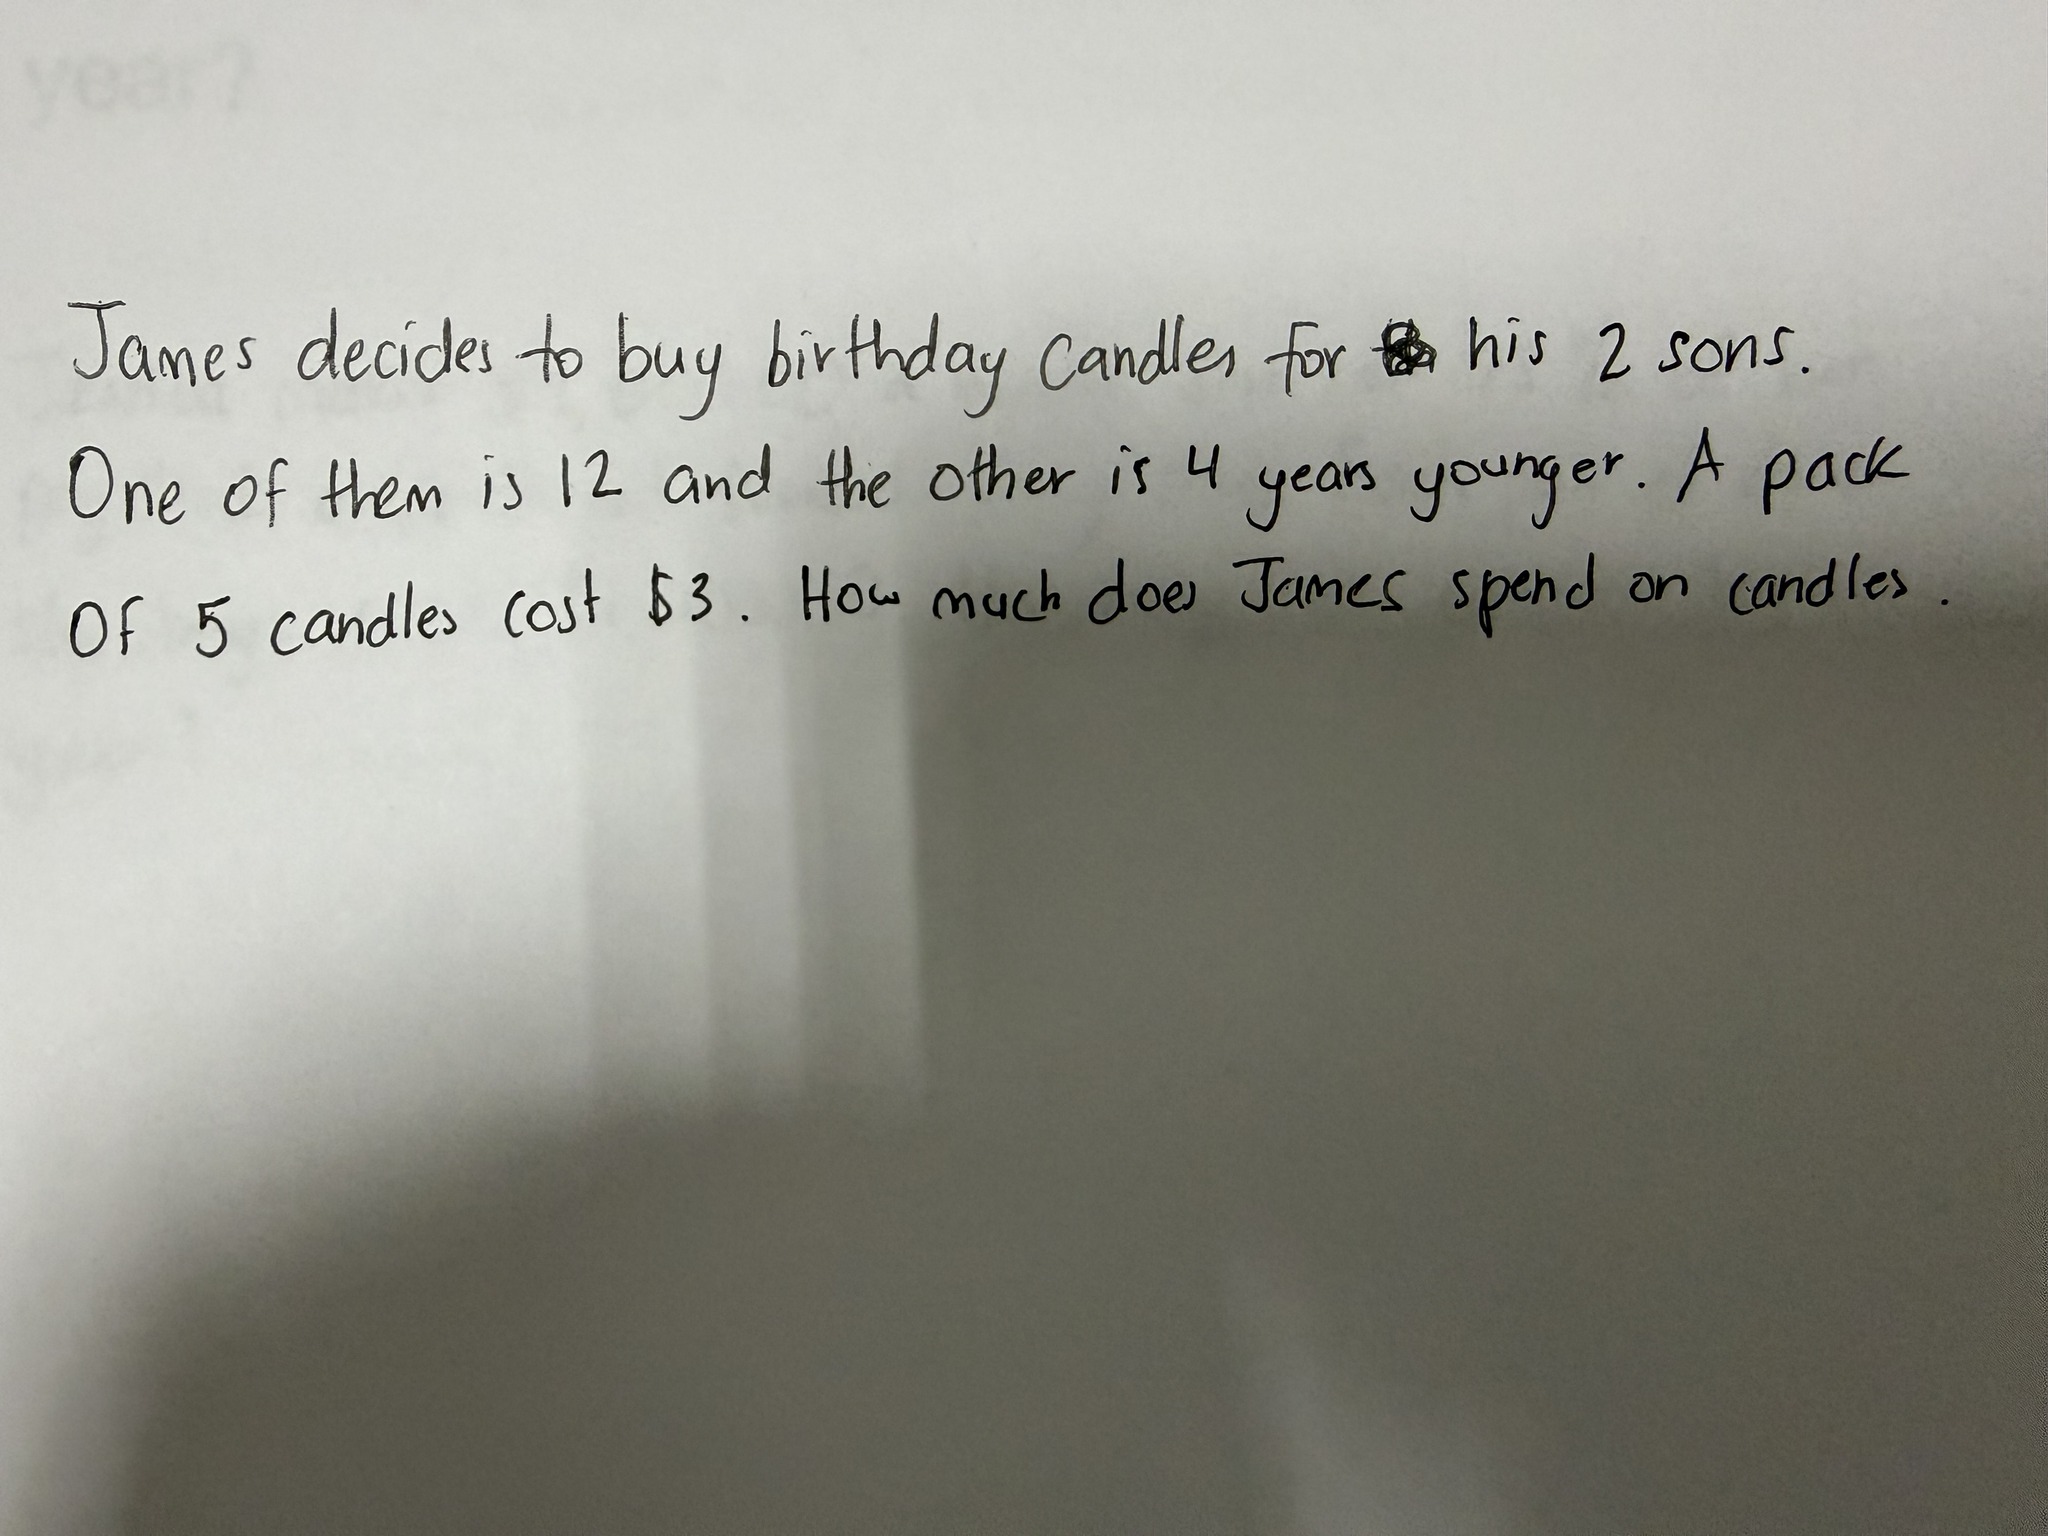 year?
James decides to buy birthday candles for his 2 sons.
One of them is 12 and the other is 4 years younger. A pack
of 5 candles cost $3. How much does James spend on candles.